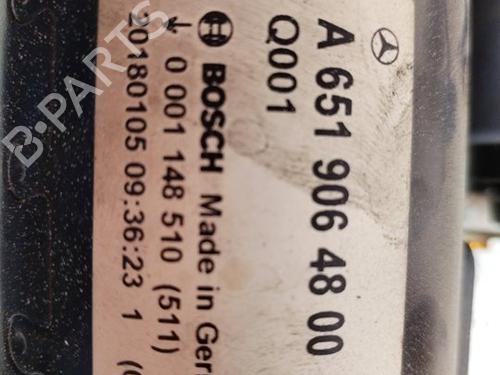 A 651 906 48 00
Q001
BOSCH Made in Ger
0 001 148 510 (511)
20180105 09:36:23 1
B-PARTS